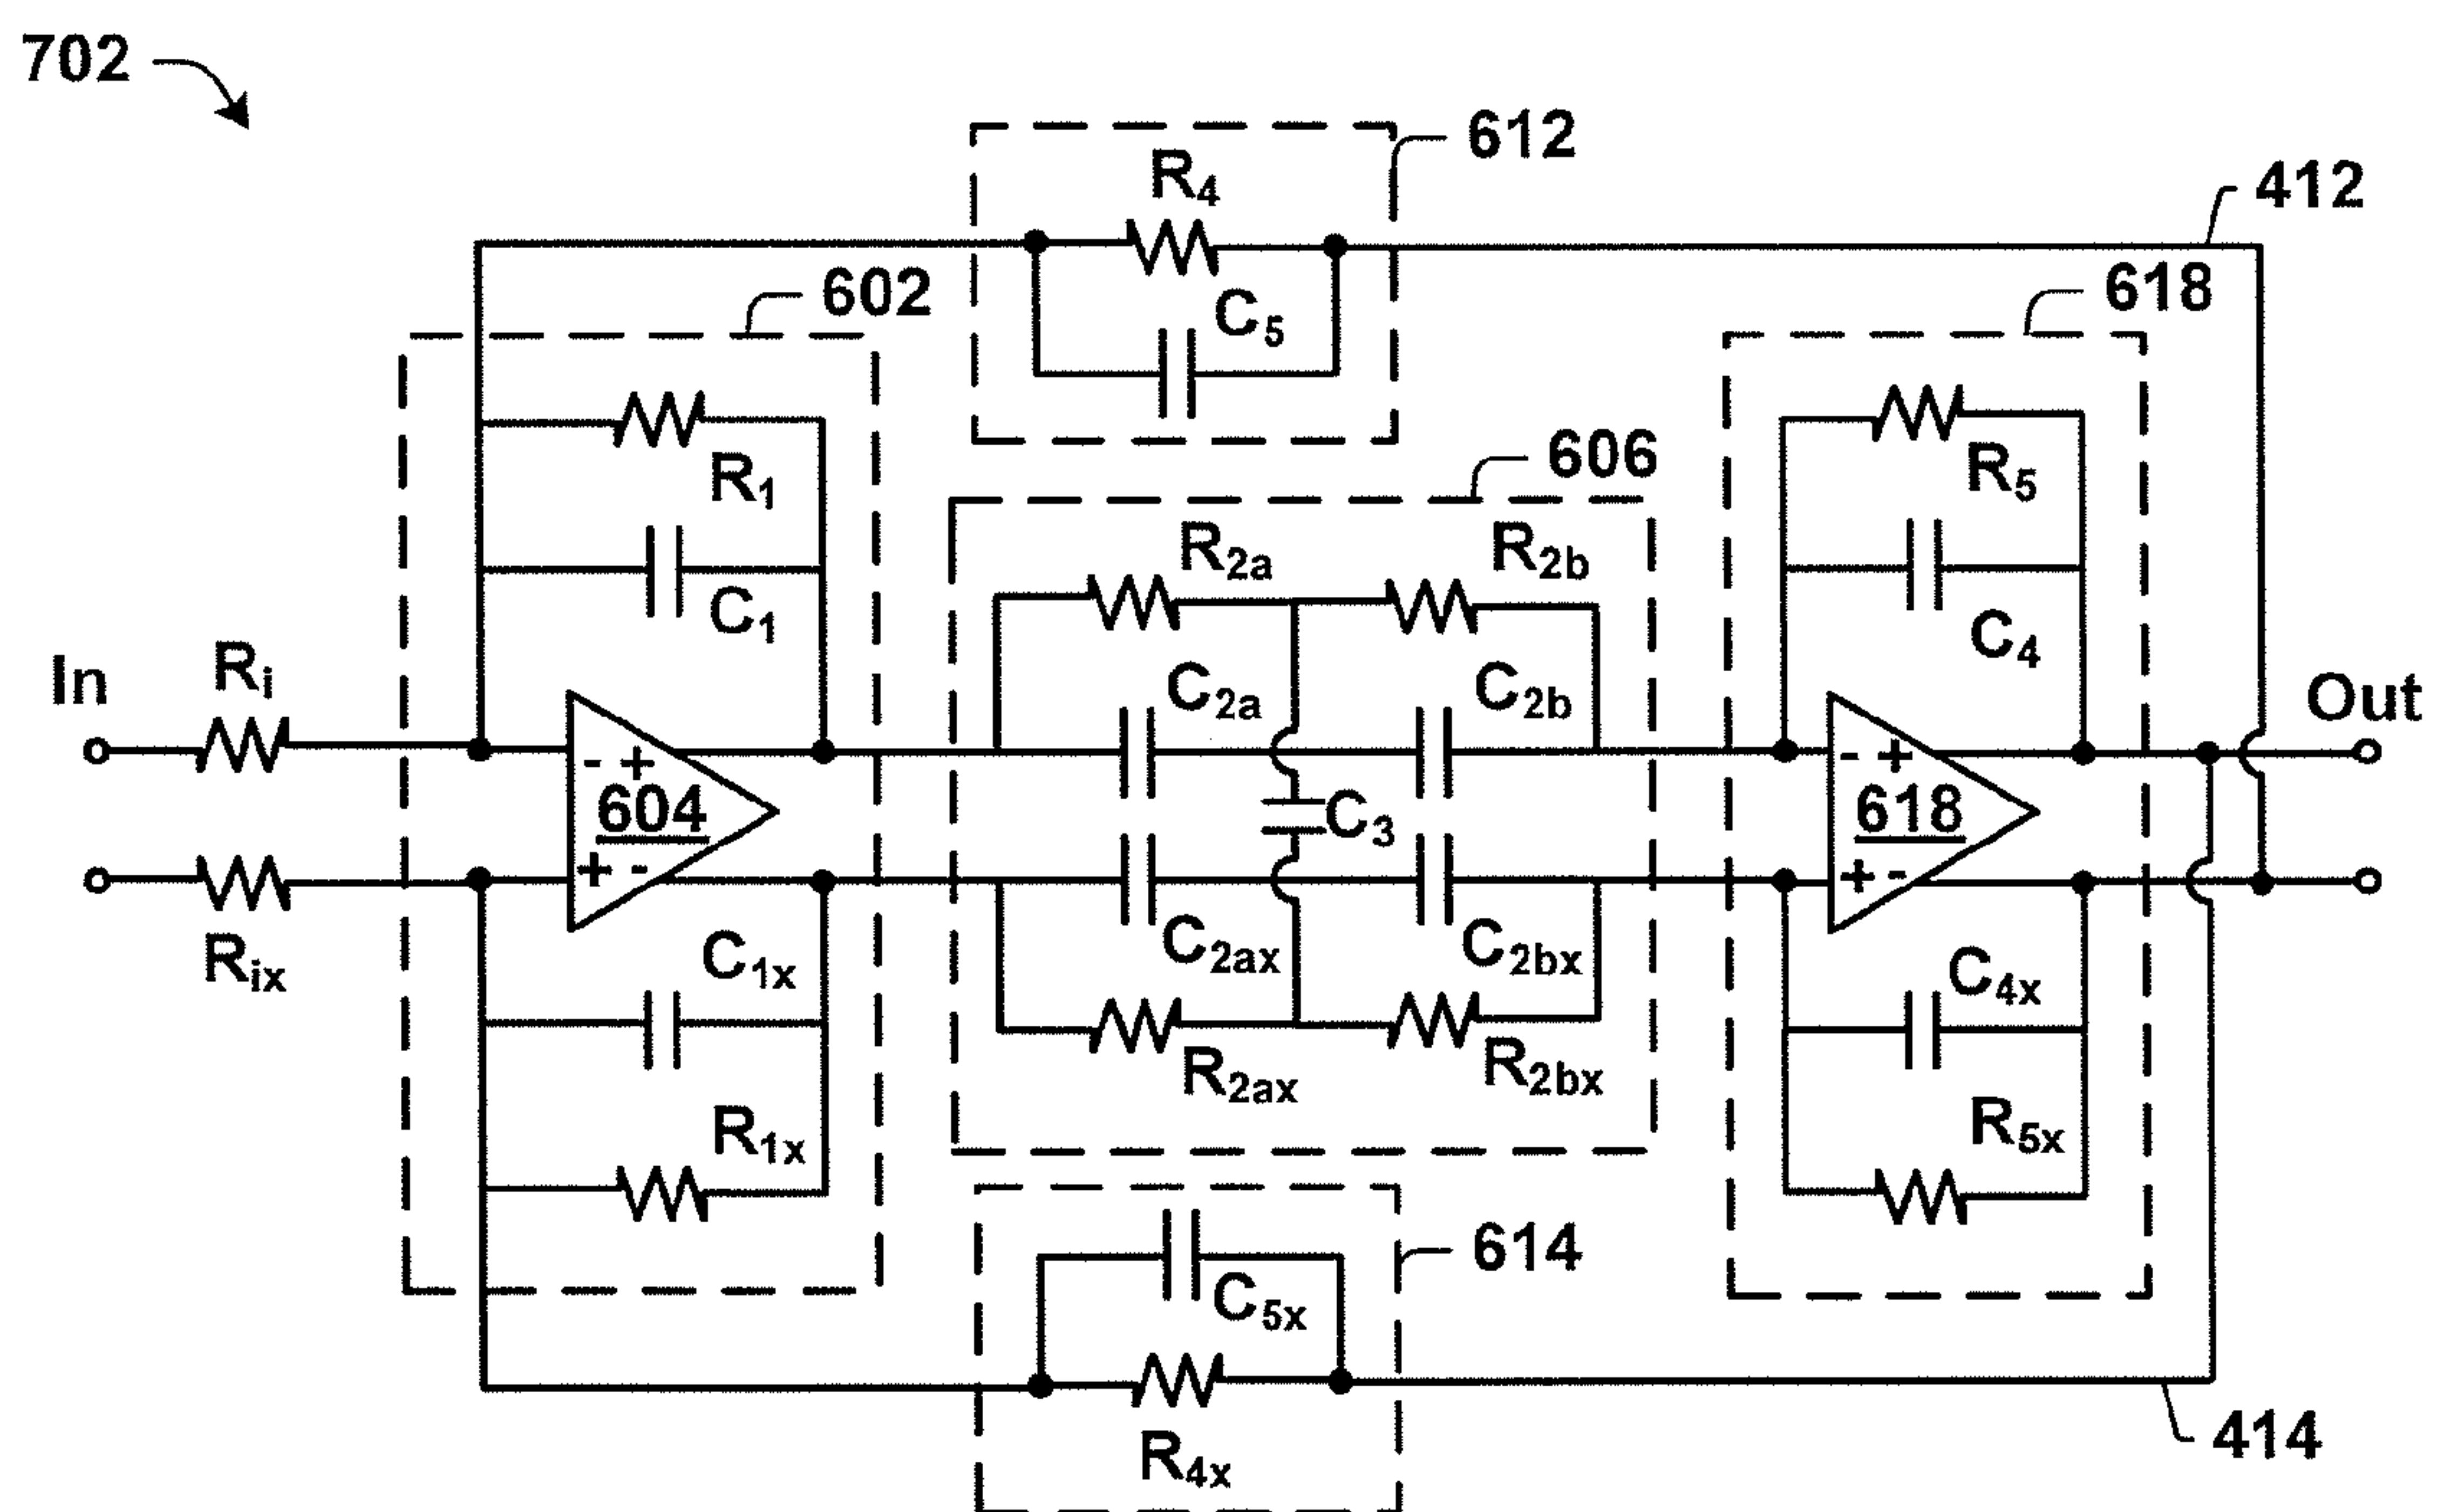 702
612
R4
412
602
618
C5
R1
606
R5
R2a
R2b
C1
C4
In
Ri
C2a
C2b
Out
- +
604
+ -
C3
- +
618
+ -
Rix
C1x
C2ax
C2bx
C4x
R1x
R2ax
R2bx
R5x
614
C5x
R4x
414